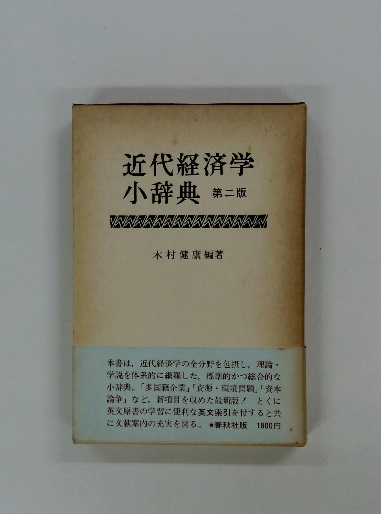 近代経済学
小辞典 第二版
木村健康編著
本書は、近代経済学の全分野を包摂し、理論・
学説を体系的に網羅した、標準的かつ総合的な
小辞典。「多国籍企業」「資源・環境問題」「資本
論争」など、新項目を収めた最新版！ とくに
英文原書の学習に便利な英文索引を付すると共
に文献案内の充実を図る。■春秋社版 1800円